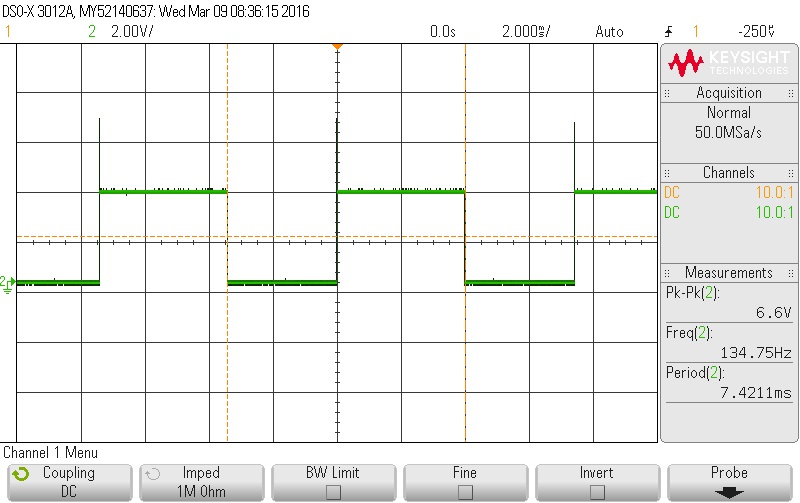 DSO-X 3012A, MY52140637: Wed Mar 09 08:36:15 2016
1 2 2.00V/ 0.0s 2.000ms/ Auto 1 -250V
KEYSIGHT
TECHNOLOGIES
Acquisition
Normal
50.0MSa/s
Channels
DC 10.0:1
DC 10.0:1
2
Measurements
Pk-Pk(2):
6.6V
Freq(2):
134.75Hz
Period(2):
7.4211ms
Channel 1 Menu
Coupling
DC
Imped
1M Ohm
BW Limit
Fine
Invert
Probe